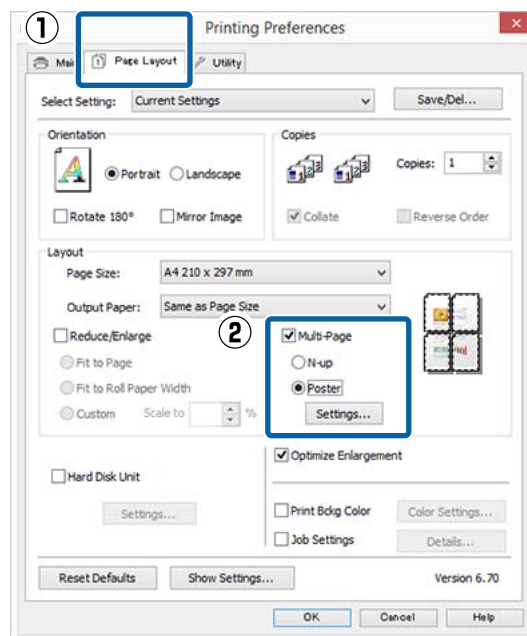 1
Printing Preferences
Main Page Layout Utility
Select Setting: Current Settings Save/Del...
Orientation
Portrait Landscape
Rotate 180° Mirror Image
Copies
Copies: 1
Collate Reverse Order
Layout
Page Size: A4 210 x 297 mm
Output Paper: Same as Page Size
Reduce/Enlarge
Fit to Page
Fit to Roll Paper Width
Custom Scale to %
2
Multi-Page
N-up
Poster
Settings...
Optimize Enlargement
Hard Disk Unit
Settings...
Print Bckg Color Color Settings...
Job Settings Details...
Reset Defaults Show Settings... Version 6.70
OK Cancel Help